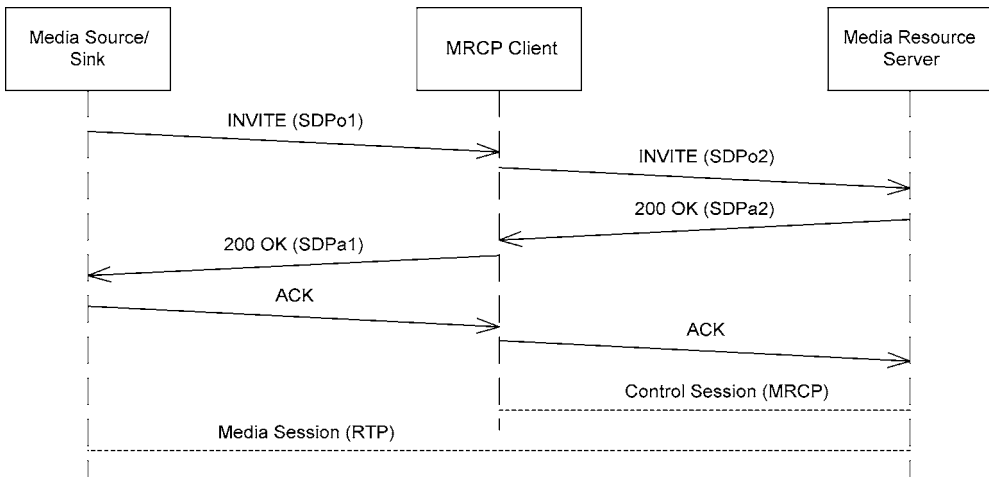 Media Source/
Sink
MRCP Client
Media Resource
Server
INVITE (SDPo1)
INVITE (SDPo2)
200 OK (SDPa2)
200 OK (SDPa1)
ACK
ACK
Control Session (MRCP)
Media Session (RTP)